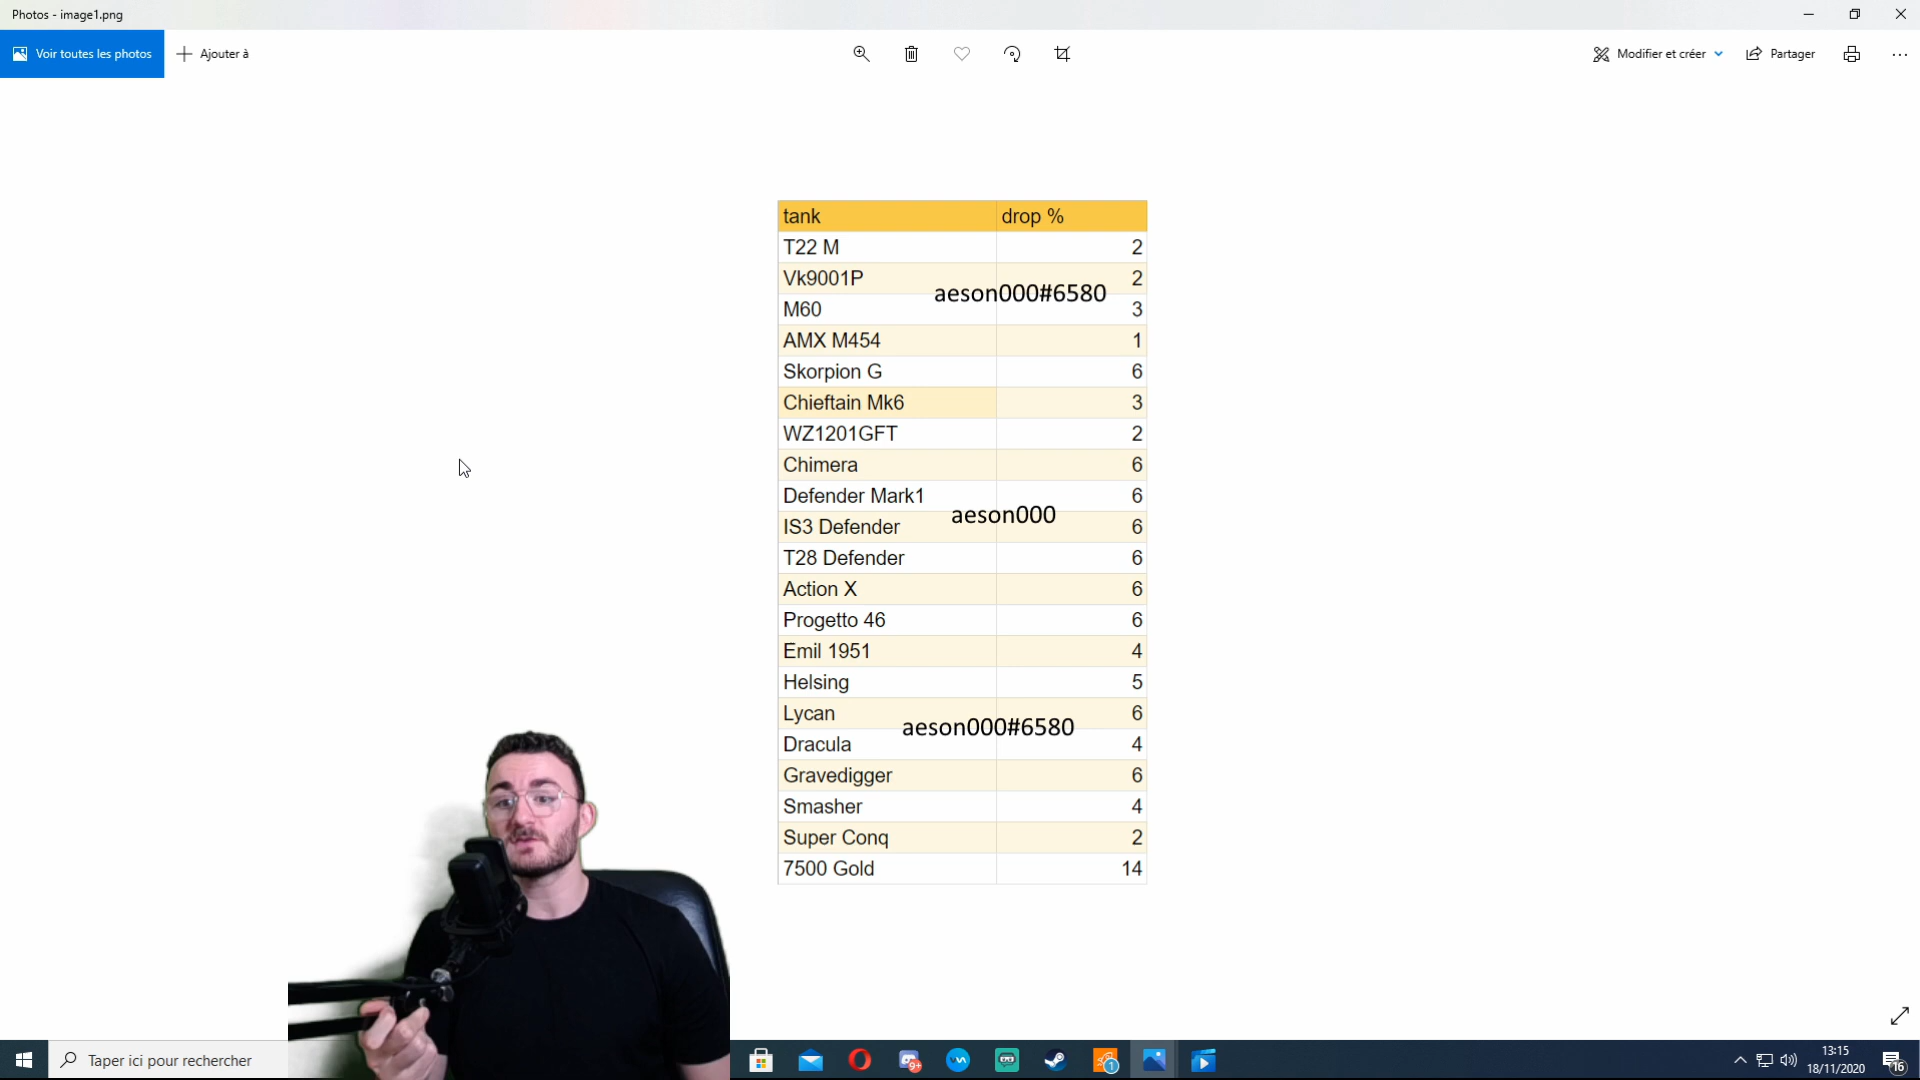 Photos - image1.png
Voir toutes les photos
Ajouter à
Modifier et créer
Partager
tank drop %
T22 M 2
Vk9001P 2
aeson000#6580
M60 3
AMX M454 1
Skorpion G 6
Chieftain Mk6 3
WZ1201GFT 2
Chimera 6
Defender Mark1 6
aeson000
IS3 Defender 6
T28 Defender 6
Action X 6
Progetto 46 6
Emil 1951 4
Helsing 5
Lycan 6
aeson000#6580
Dracula 4
Gravedigger 6
Smasher 4
Super Conq 2
7500 Gold 14
Taper ici pour rechercher
9+
1
13:15
18/11/2020
16